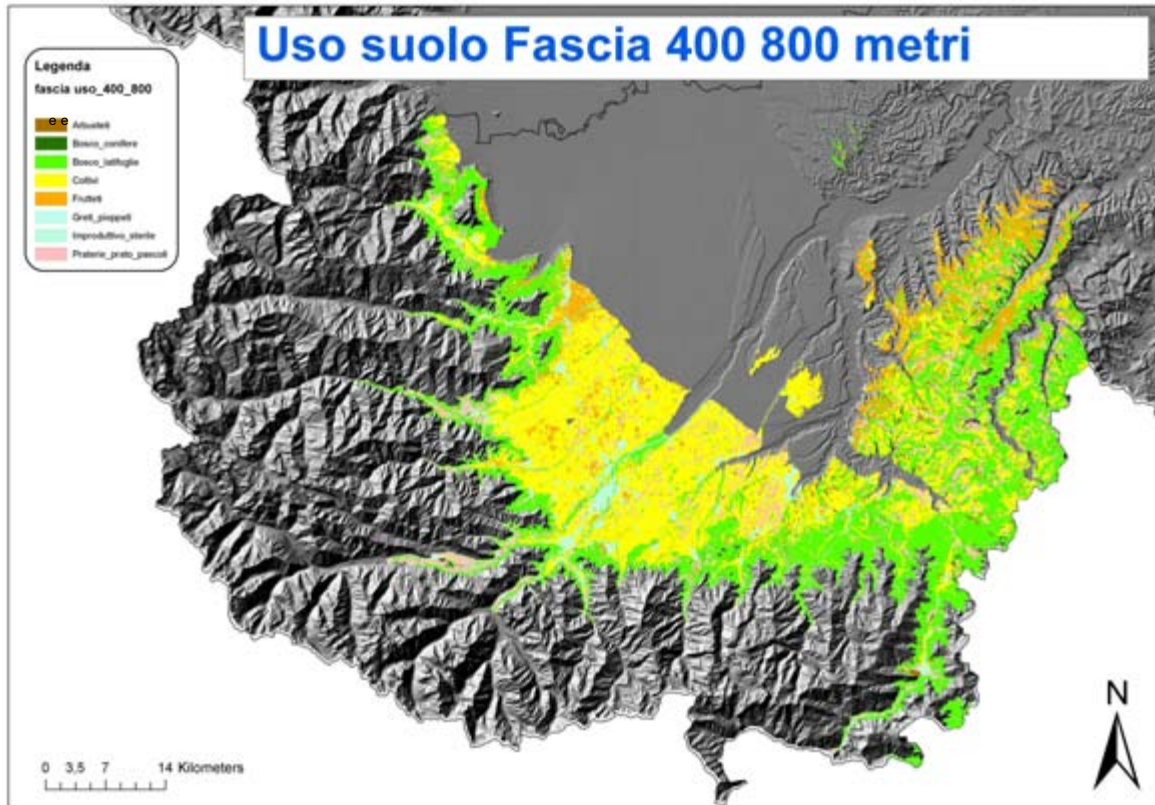 Uso suolo Fascia 400 800 metri
Legenda
fascia uso_400_800
e e
Arbusteti
Bosco_conifere
Bosco_latifoglie
Coltivi
Frutteti
Greti_pioppeti
Improduttivo_sterile
Praterie_prato_pascoli
N
0 3,5 7 14 Kilometers